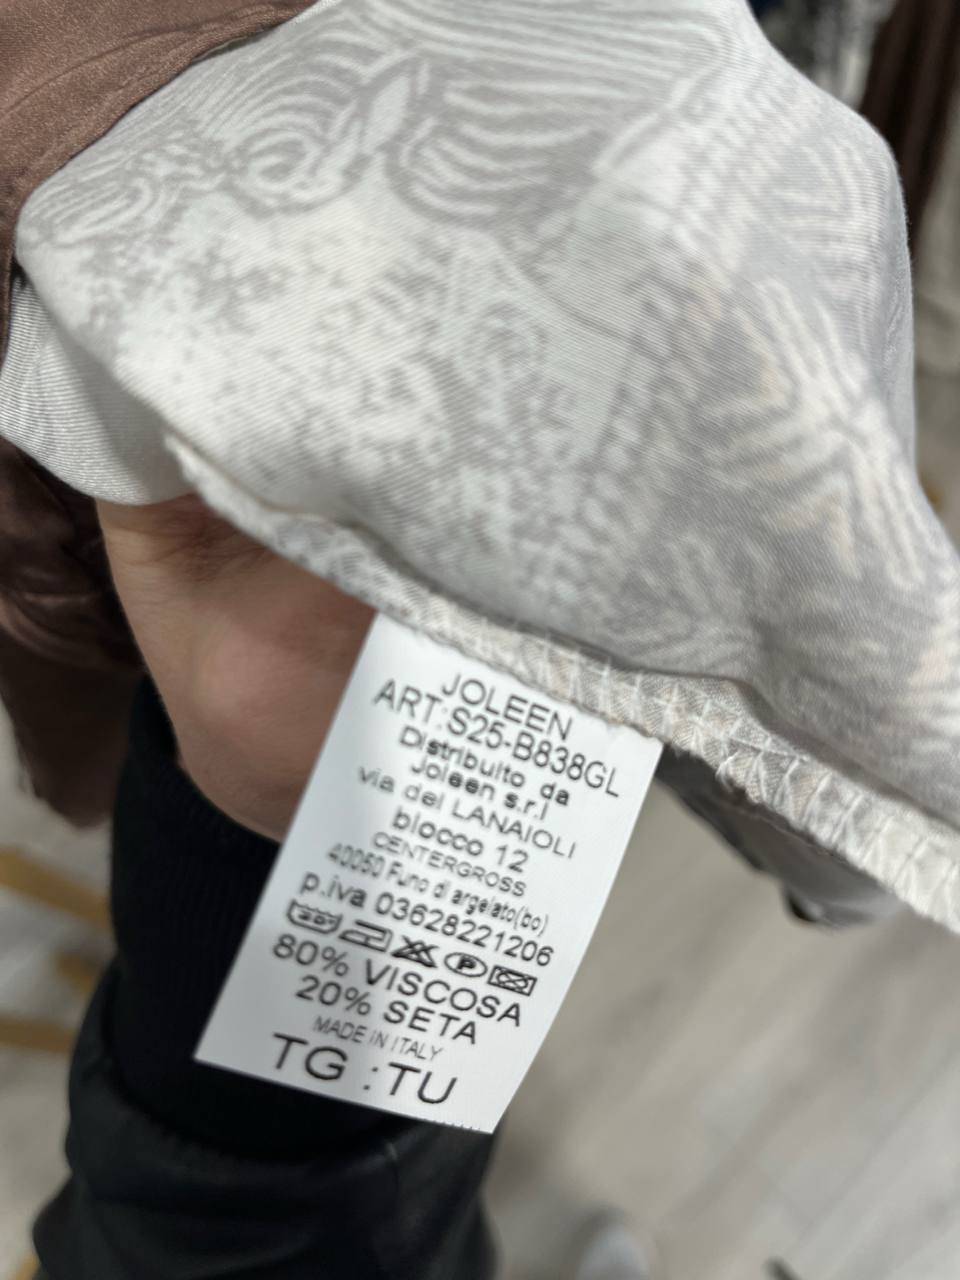 JOLEEN
ART:S25-B838GL
Distribuito da
Joleen s.r.l
via dei LANAIOLI
blocco 12
CENTERGROSS
40050 Funo di argelato(bo)
p.iva 03628221206
P
80% VISCOSA
20% SETA
MADE IN ITALY
TG :TU